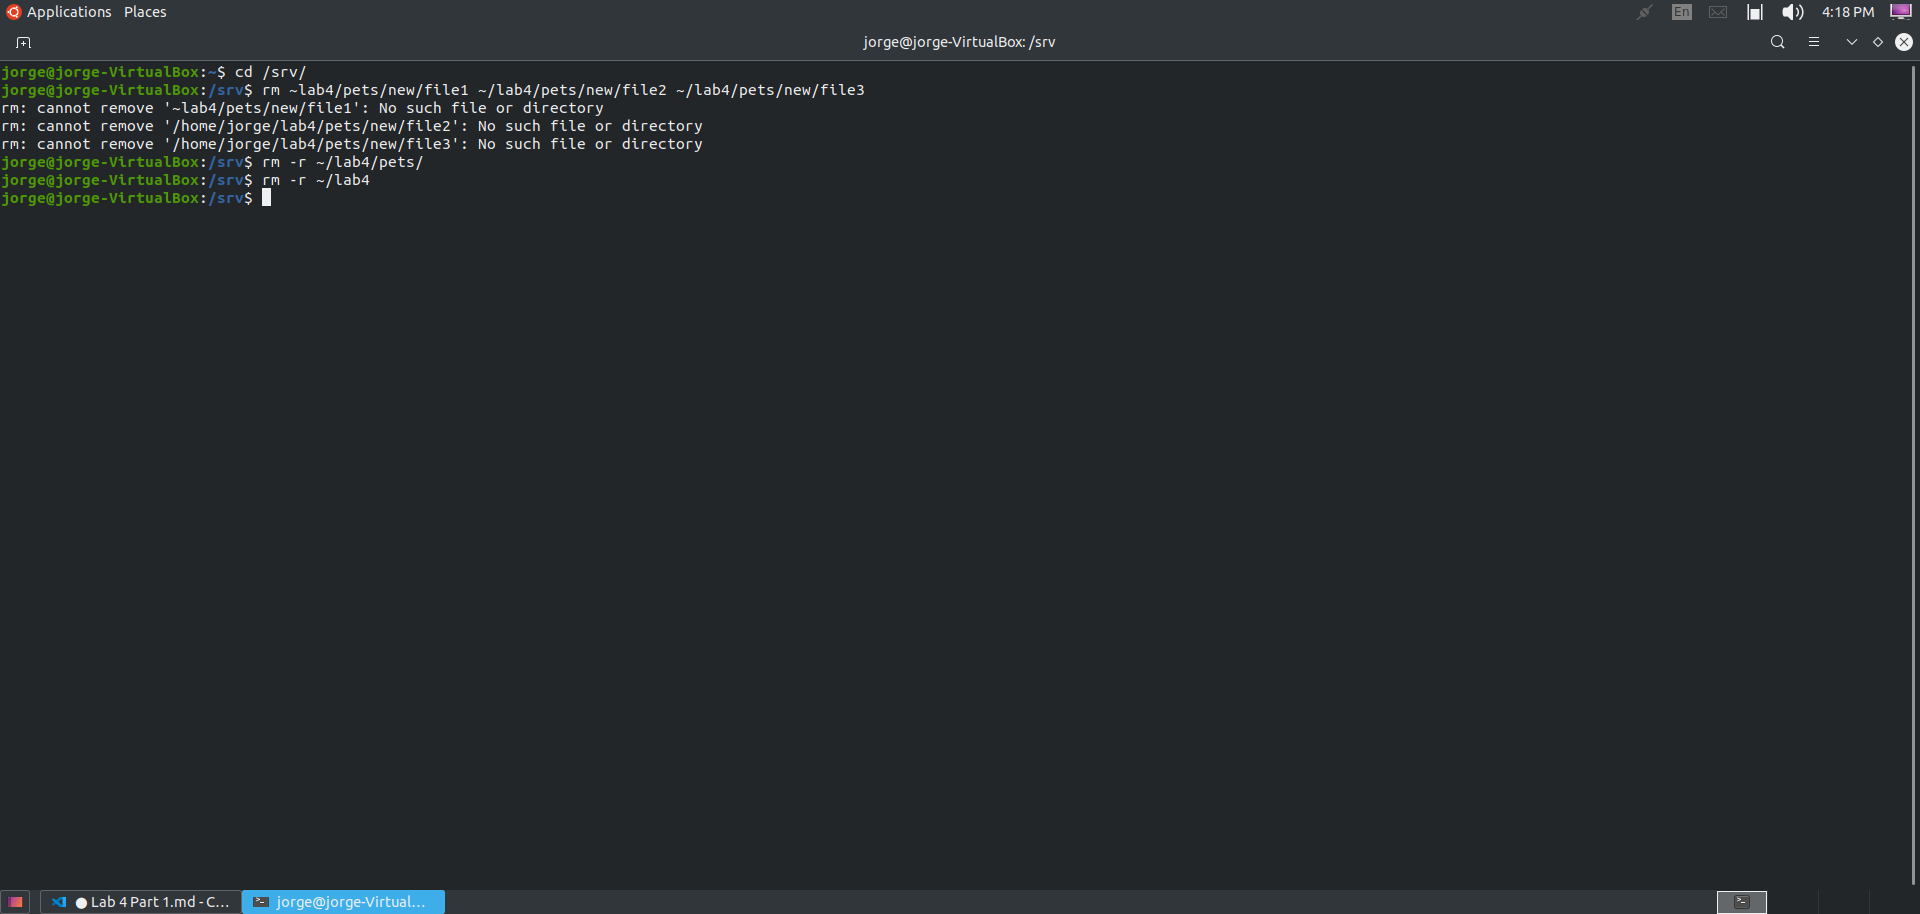 Applications Places
En
4:18 PM
jorge@jorge-VirtualBox: /srv
jorge@jorge-VirtualBox:~$ cd /srv/
jorge@jorge-VirtualBox:/srv$ rm ~lab4/pets/new/file1 ~/lab4/pets/new/file2 ~/lab4/pets/new/file3
rm: cannot remove '~lab4/pets/new/file1': No such file or directory
rm: cannot remove '/home/jorge/lab4/pets/new/file2': No such file or directory
rm: cannot remove '/home/jorge/lab4/pets/new/file3': No such file or directory
jorge@jorge-VirtualBox:/srv$ rm -r ~/lab4/pets/
jorge@jorge-VirtualBox:/srv$ rm -r ~/lab4
jorge@jorge-VirtualBox:/srv$
● Lab 4 Part 1.md - C...
jorge@jorge-Virtual...